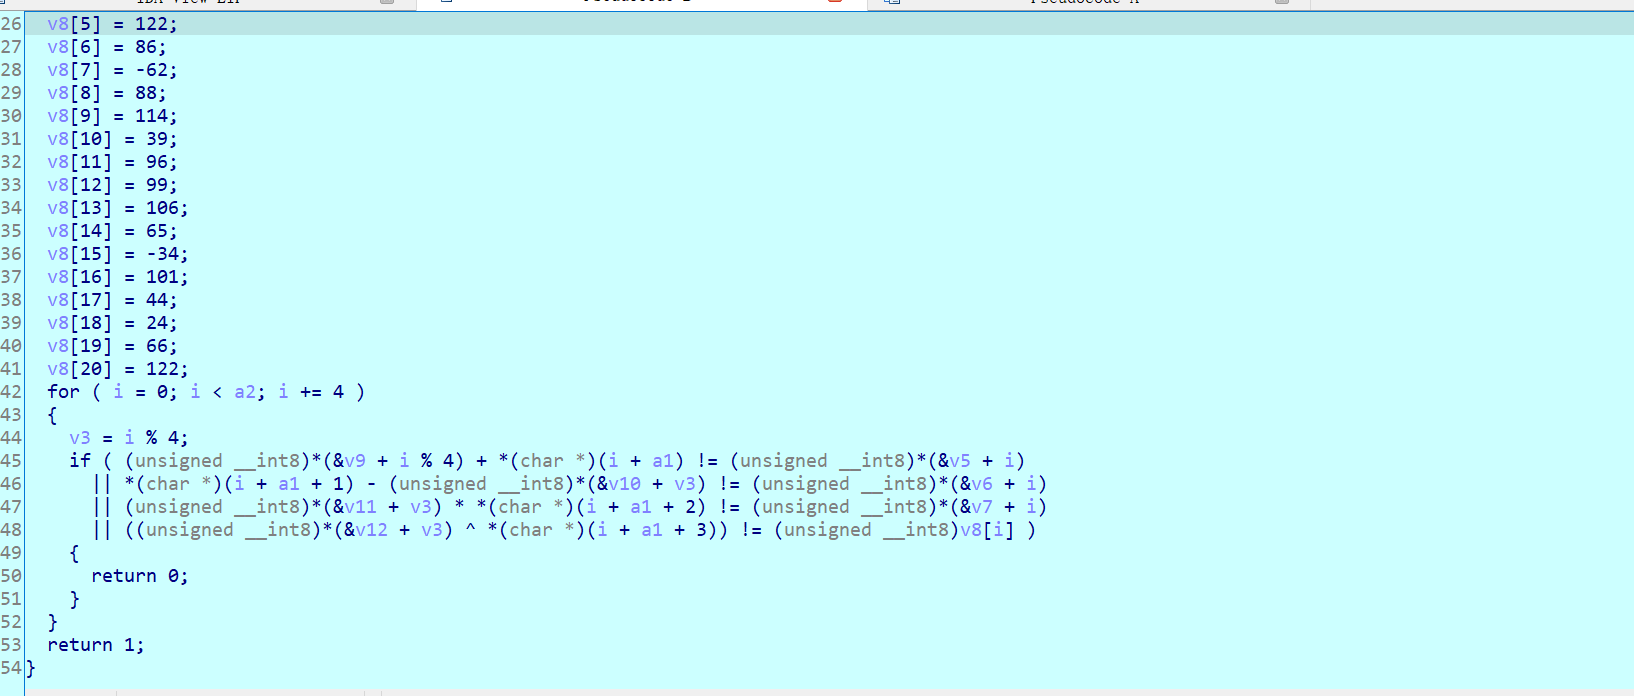 26 v8[5] = 122;
27 v8[6] = 86;
28 v8[7] = -62;
29 v8[8] = 88;
30 v8[9] = 114;
31 v8[10] = 39;
32 v8[11] = 96;
33 v8[12] = 99;
34 v8[13] = 106;
35 v8[14] = 65;
36 v8[15] = -34;
37 v8[16] = 101;
38 v8[17] = 44;
39 v8[18] = 24;
40 v8[19] = 66;
41 v8[20] = 122;
42 for ( i = 0; i < a2; i += 4 )
43 {
44 v3 = i % 4;
45 if ( (unsigned __int8)*(&v9 + i % 4) + *(char *)(i + a1) != (unsigned __int8)*(&v5 + i)
46 || *(char *)(i + a1 + 1) - (unsigned __int8)*(&v10 + v3) != (unsigned __int8)*(&v6 + i)
47 || (unsigned __int8)*(&v11 + v3) * *(char *)(i + a1 + 2) != (unsigned __int8)*(&v7 + i)
48 || ((unsigned __int8)*(&v12 + v3) ^ *(char *)(i + a1 + 3)) != (unsigned __int8)v8[i] )
49 {
50 return 0;
51 }
52 }
53 return 1;
54 }